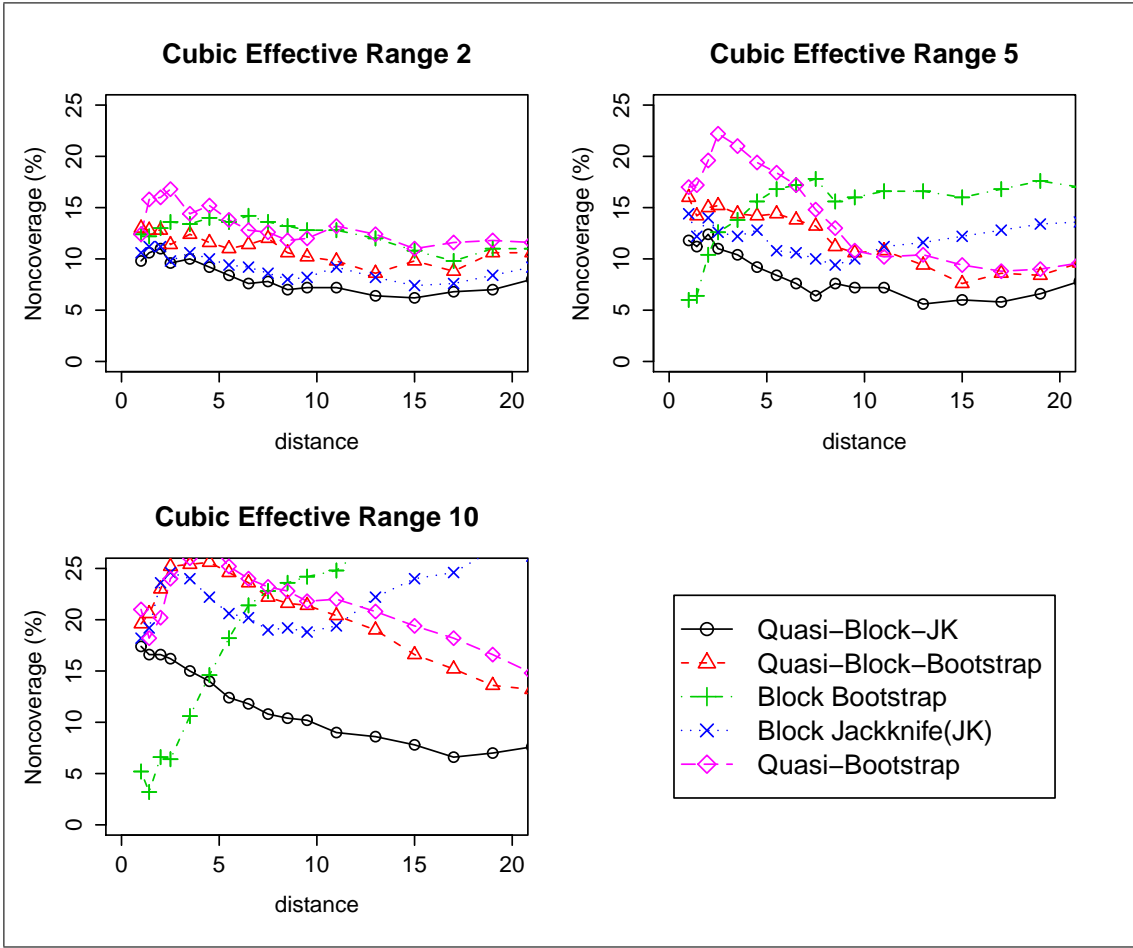 Cubic Effective Range 2
Noncoverage (%)
0 5 10 15 20 25
0 5 10 15 20
distance
Cubic Effective Range 5
Noncoverage (%)
0 5 10 15 20 25
0 5 10 15 20
distance
Cubic Effective Range 10
Noncoverage (%)
0 5 10 15 20 25
0 5 10 15 20
distance
Quasi−Block−JK
Quasi−Block−Bootstrap
Block Bootstrap
Block Jackknife(JK)
Quasi−Bootstrap